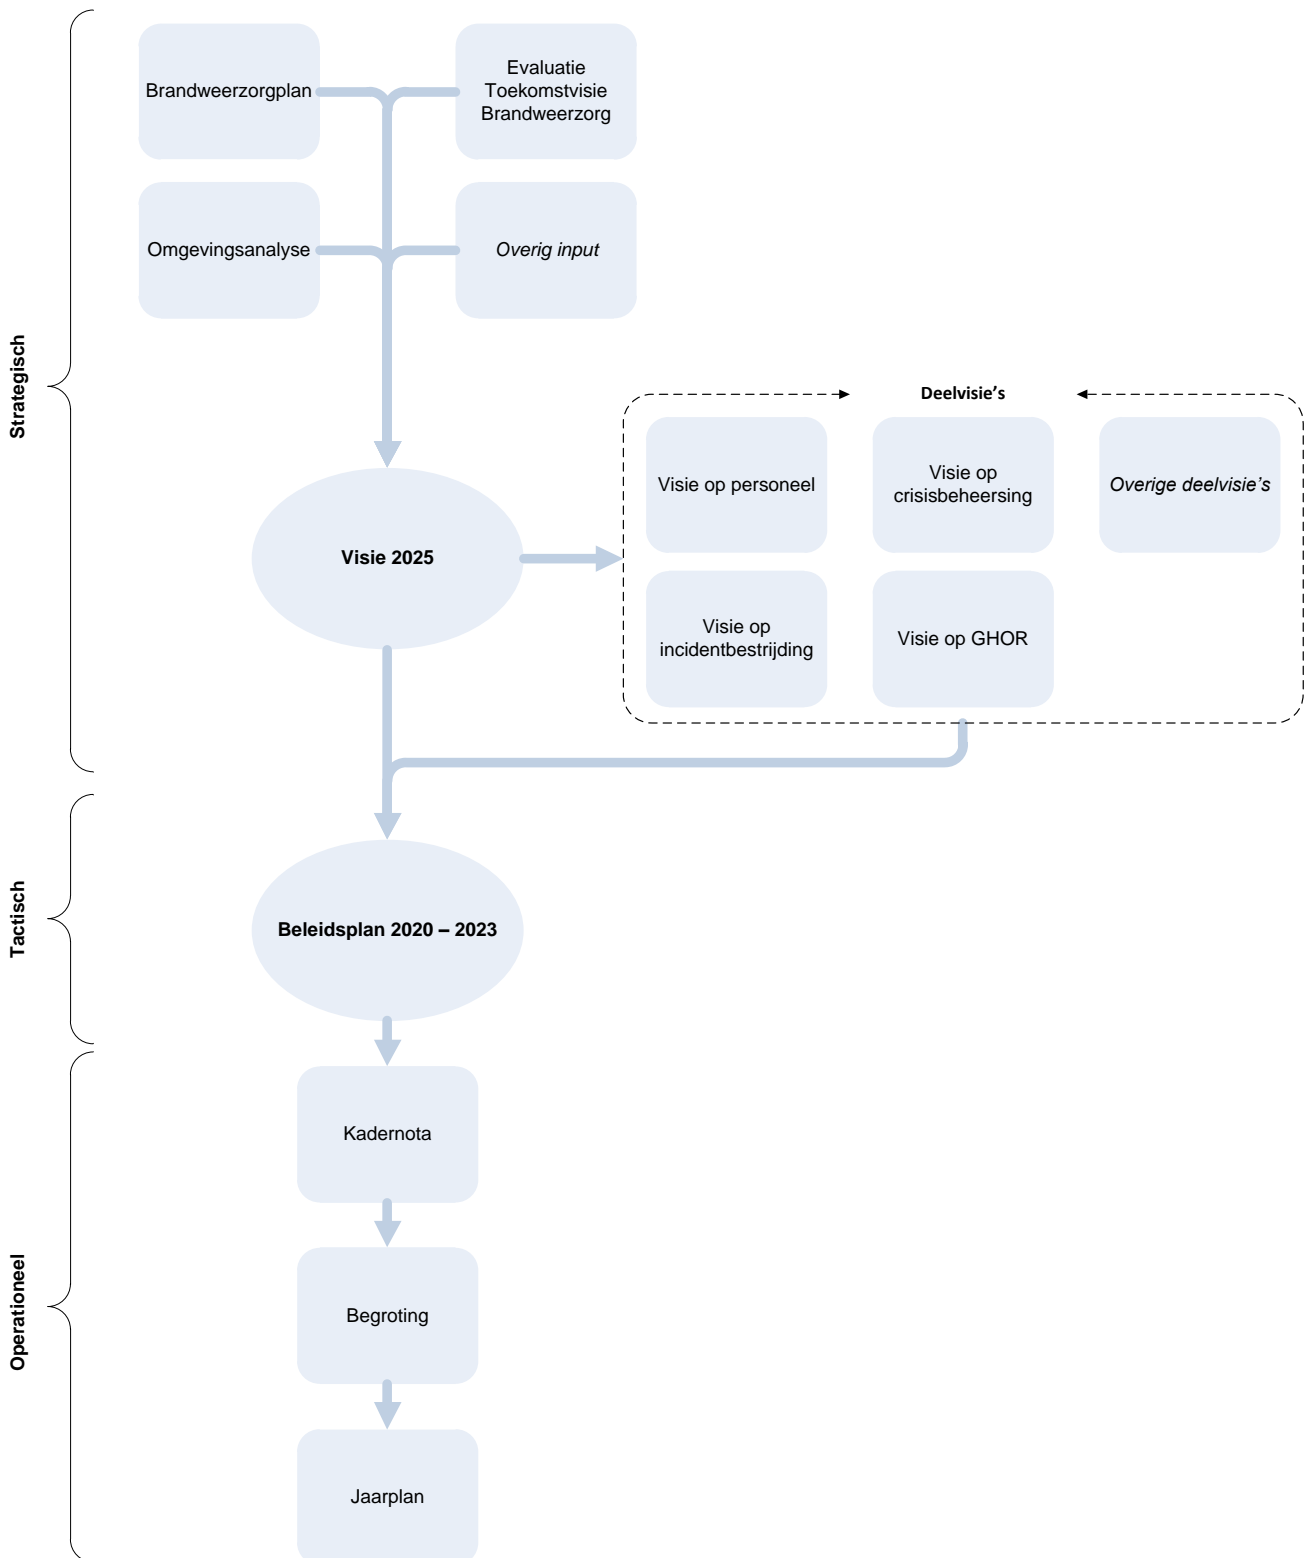 Brandweerzorgplan
Evaluatie
Toekomstvisie
Brandweerzorg
Omgevingsanalyse
Overig input
Strategisch
Deelvisie's
Visie op personeel
Visie op
crisisbeheersing
Overige deelvisie's
Visie 2025
Visie op
incidentbestrijding
Visie op GHOR
Tactisch
Beleidsplan 2020 – 2023
Operationeel
Kadernota
Begroting
Jaarplan